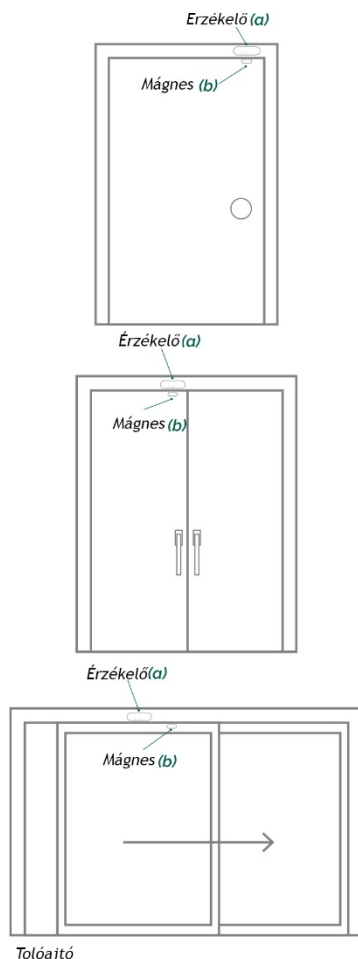 Erzékelő (a)
Mágnes (b)
Érzékelő (a)
Mágnes (b)
Érzékelő (a)
Mágnes (b)
Tolóajtó